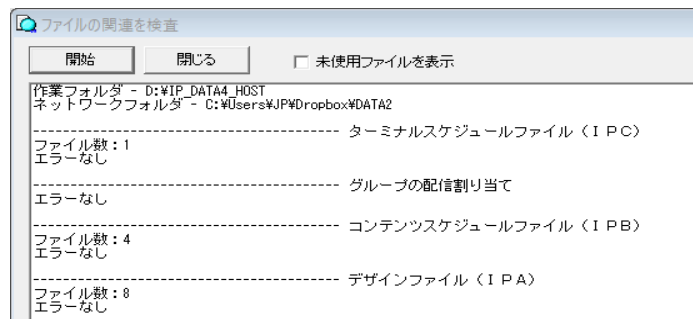 ファイルの関連を検査
開始 閉じる 未使用ファイルを表示
作業フォルダ - D:¥IP_DATA4_HOST
ネットワークフォルダ - C:¥Users¥JP¥Dropbox¥DATA2
----------------------------------------- ターミナルスケジュールファイル（ＩＰＣ）
ファイル数：1
エラーなし
----------------------------------------- グループの配信割り当て
エラーなし
----------------------------------------- コンテンツスケジュールファイル（ＩＰＢ）
ファイル数：4
エラーなし
----------------------------------------- デザインファイル（ＩＰＡ）
ファイル数：8
エラーなし